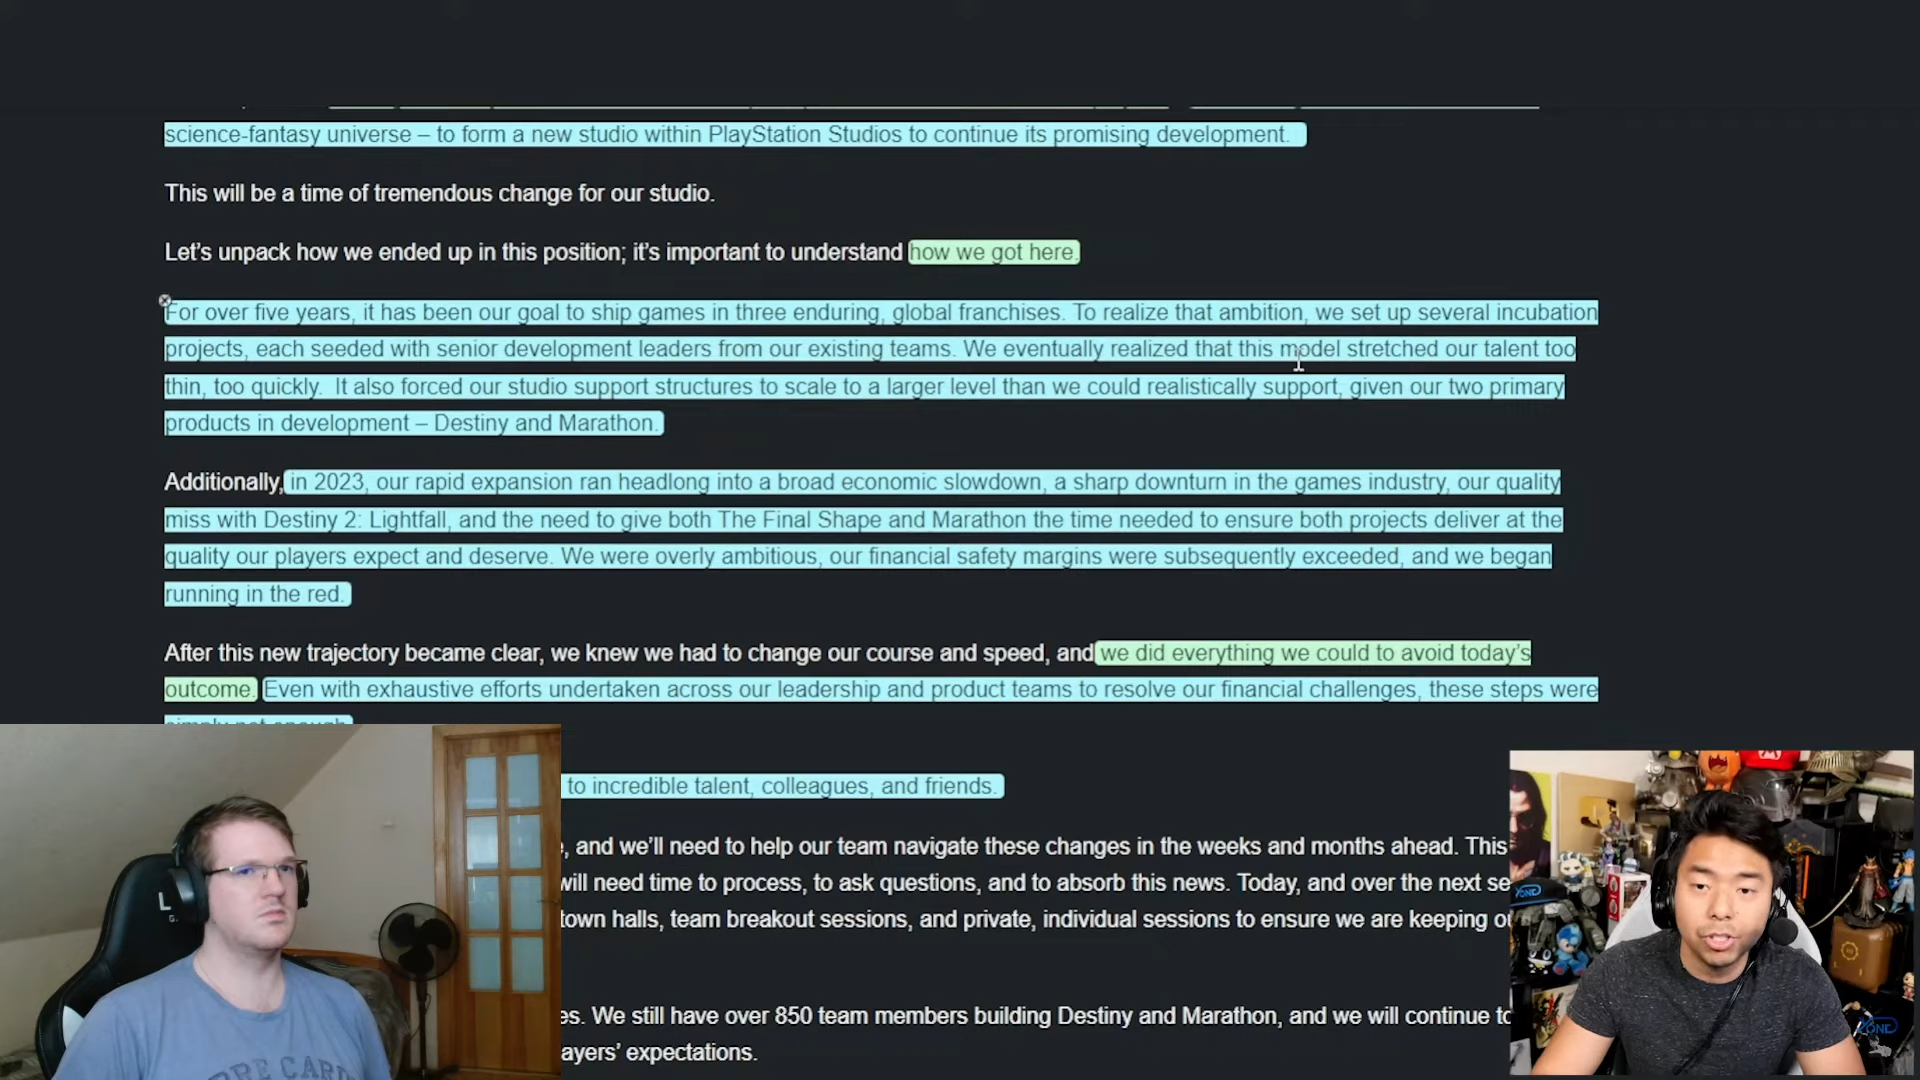 science-fantasy universe – to form a new studio within PlayStation Studios to continue its promising development.
This will be a time of tremendous change for our studio.
Let’s unpack how we ended up in this position; it’s important to understand how we got here.
For over five years, it has been our goal to ship games in three enduring, global franchises. To realize that ambition, we set up several incubation
projects, each seeded with senior development leaders from our existing teams. We eventually realized that this model stretched our talent too
thin, too quickly.  It also forced our studio support structures to scale to a larger level than we could realistically support, given our two primary
products in development – Destiny and Marathon.
Additionally, in 2023, our rapid expansion ran headlong into a broad economic slowdown, a sharp downturn in the games industry, our quality
miss with Destiny 2: Lightfall, and the need to give both The Final Shape and Marathon the time needed to ensure both projects deliver at the
quality our players expect and deserve. We were overly ambitious, our financial safety margins were subsequently exceeded, and we began
running in the red.
After this new trajectory became clear, we knew we had to change our course and speed, and we did everything we could to avoid today’s
outcome. Even with exhaustive efforts undertaken across our leadership and product teams to resolve our financial challenges, these steps were
simply not enough.
to incredible talent, colleagues, and friends.
, and we’ll need to help our team navigate these changes in the weeks and months ahead. This
will need time to process, to ask questions, and to absorb this news. Today, and over the next se
town halls, team breakout sessions, and private, individual sessions to ensure we are keeping ou
es. We still have over 850 team members building Destiny and Marathon, and we will continue to
ayers’ expectations.
L
YONG